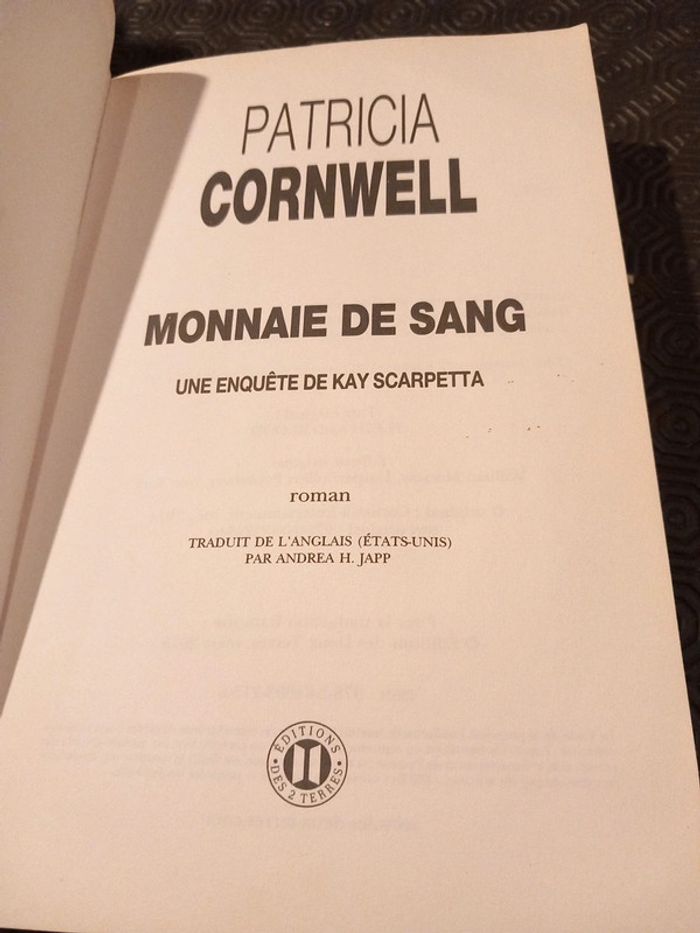 PATRICIA
CORNWELL
MONNAIE DE SANG
UNE ENQUÊTE DE KAY SCARPETTA
roman
TRADUIT DE L'ANGLAIS (ÉTATS-UNIS)
PAR ANDREA H. JAPP
ÉDITIONS
DES 2 TERRES